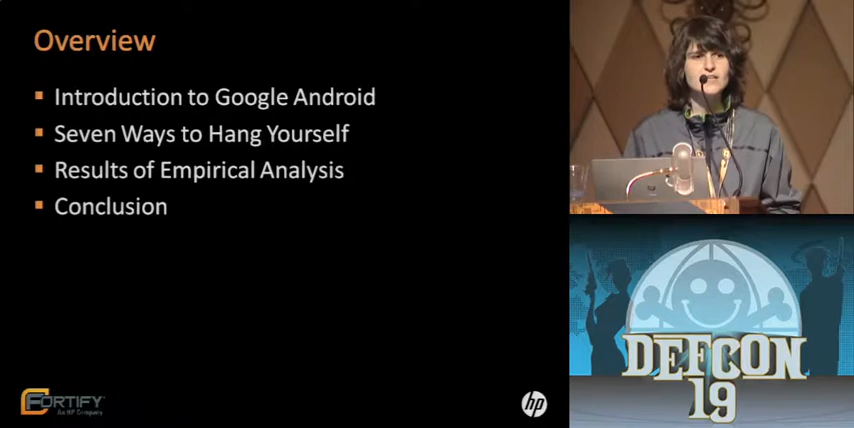 Overview
Introduction to Google Android
Seven Ways to Hang Yourself
Results of Empirical Analysis
Conclusion
FORTIFY
An HP Company
hp
hp
DEFCON
19